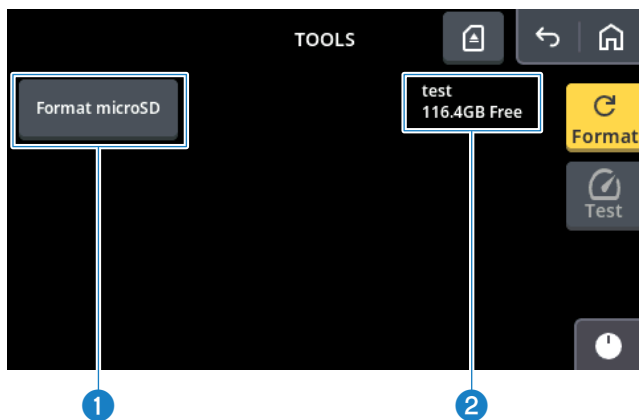 TOOLS
Format microSD
test
116.4GB Free
Format
Test
1
2